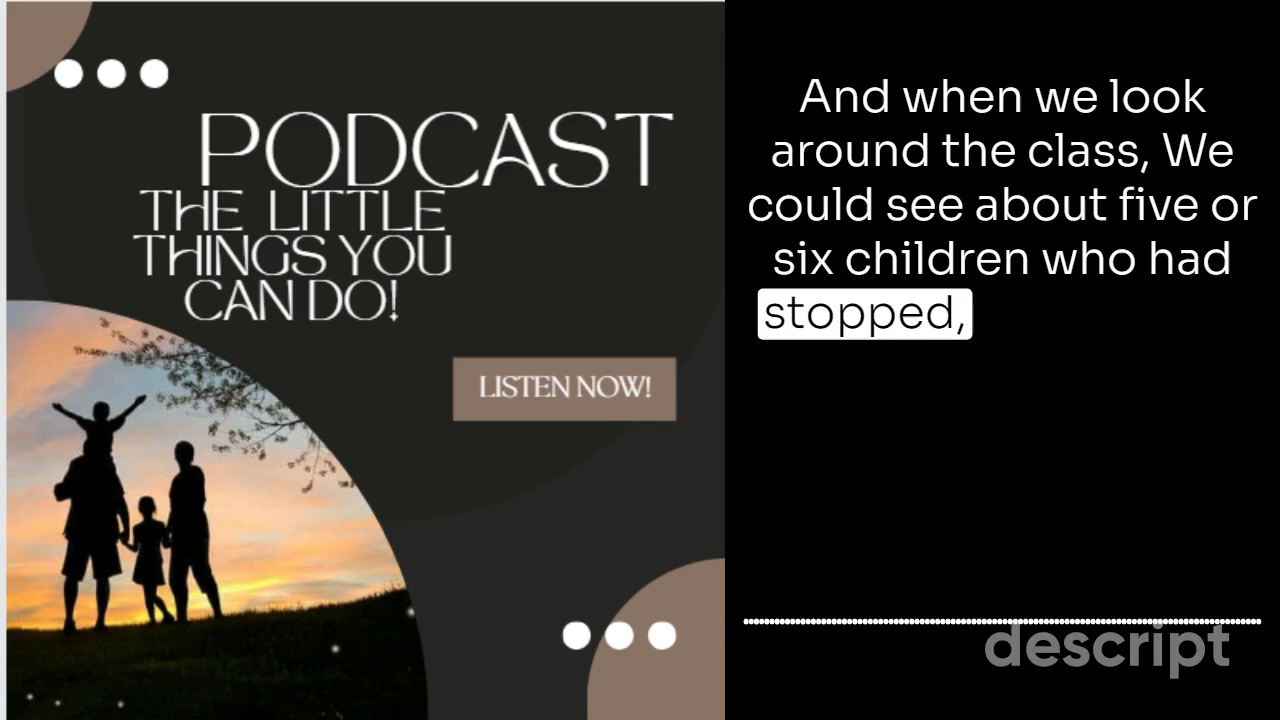 PODCAST
THE LITTLE
THINGS YOU
CAN DO!
LISTEN NOW!
And when we look
around the class, We
could see about five or
six children who had
stopped,
descript